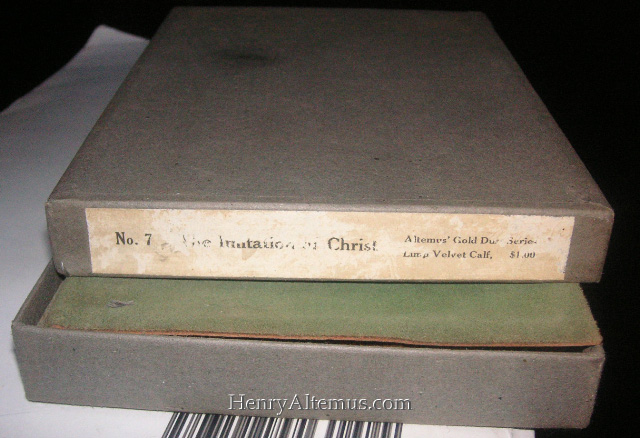 No. 7 The Imitation of Christ
Altemus' Gold Dust Series
Limp Velvet Calf, $1.00
HenryAltemus.com